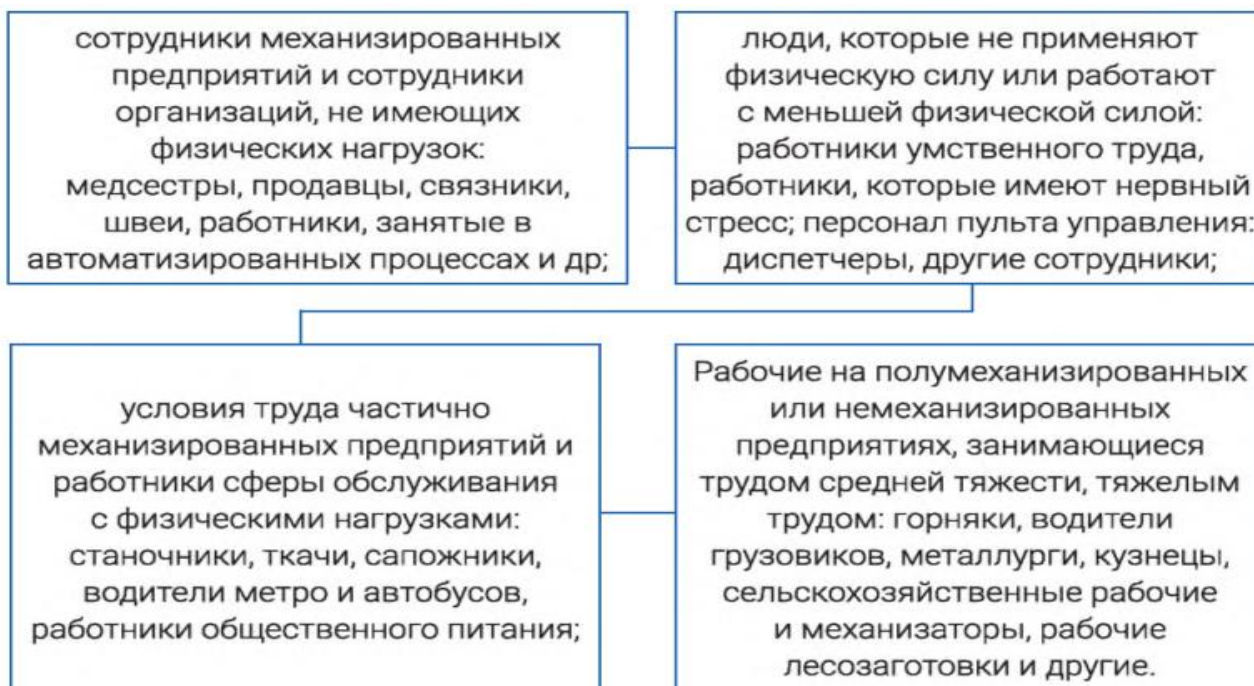 сотрудники механизированных
предприятий и сотрудники
организаций, не имеющих
физических нагрузок:
медсестры, продавцы, связники,
швеи, работники, занятые в
автоматизированных процессах и др;
люди, которые не применяют
физическую силу или работают
с меньшей физической силой:
работники умственного труда,
работники, которые имеют нервный
стресс; персонал пульта управления:
диспетчеры, другие сотрудники;
условия труда частично
механизированных предприятий и
работники сферы обслуживания
с физическими нагрузками:
станочники, ткачи, сапожники,
водители метро и автобусов,
работники общественного питания;
Рабочие на полумеханизированных
или немеханизированных
предприятиях, занимающиеся
трудом средней тяжести, тяжелым
трудом: горняки, водители
грузовиков, металлурги, кузнецы,
сельскохозяйственные рабочие
и механизаторы, рабочие
лесозаготовки и другие.